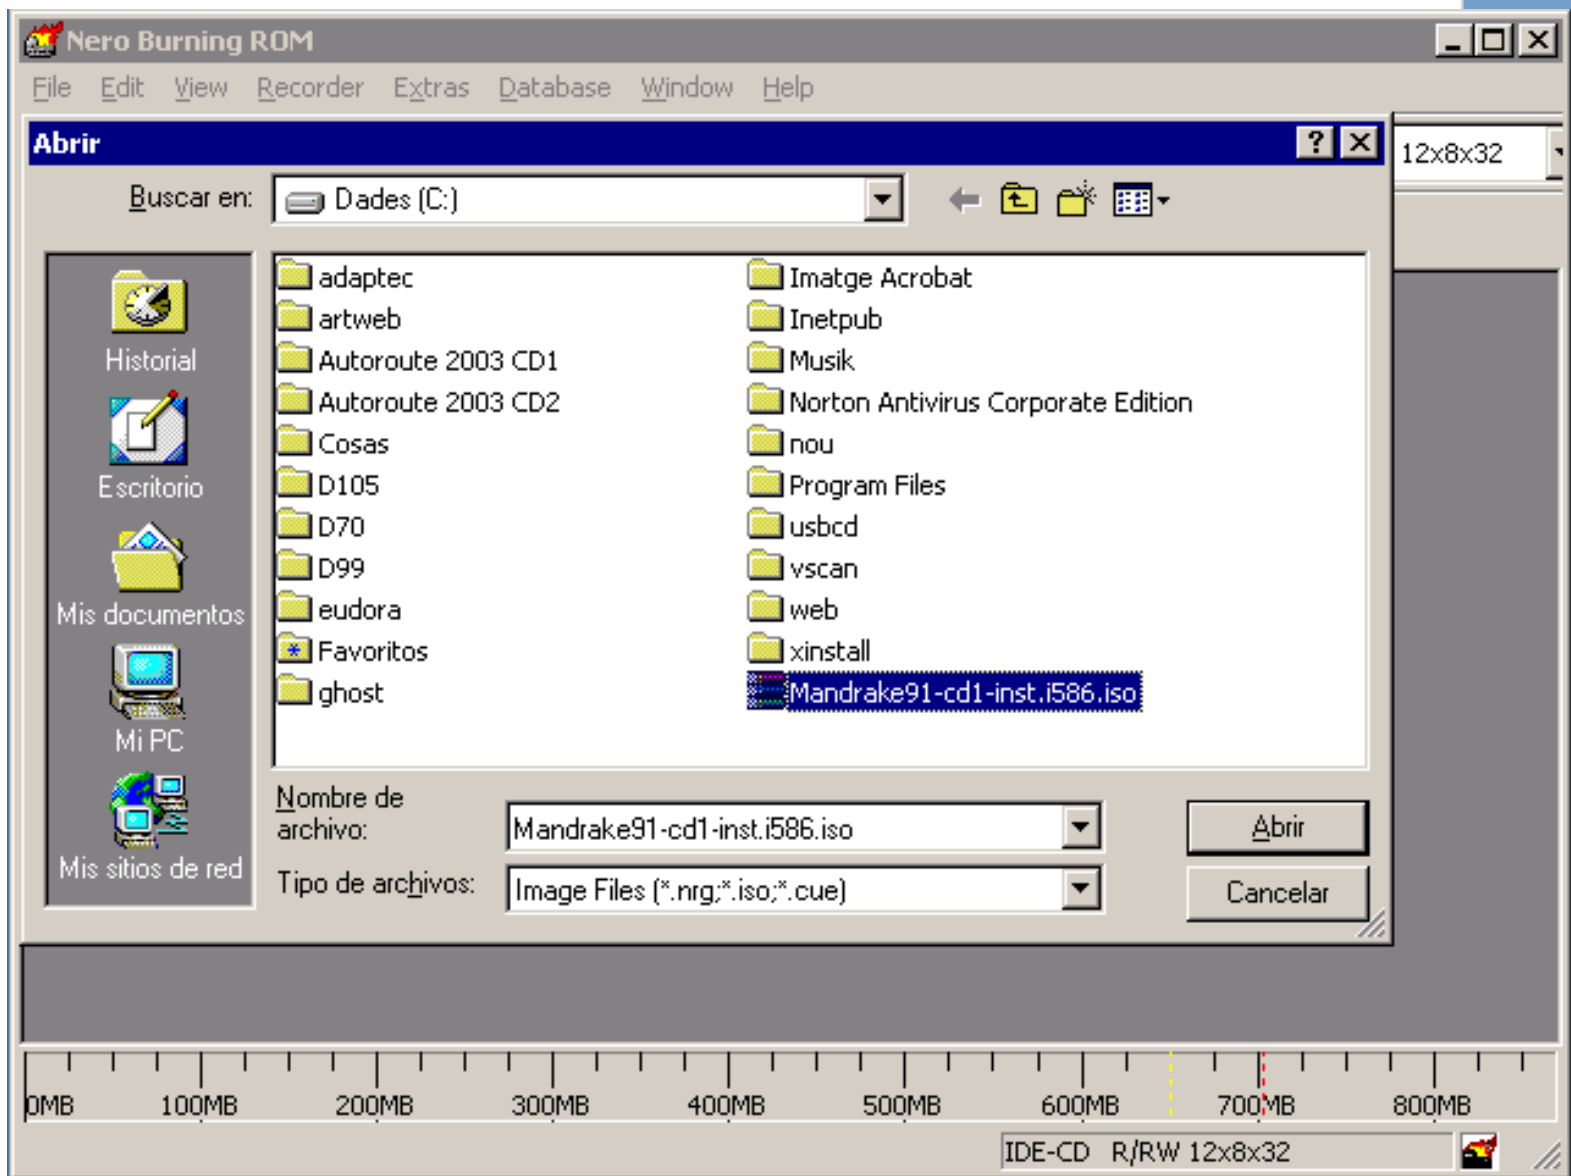 Nero Burning ROM
File Edit View Recorder Extras Database Window Help
Abrir
12x8x32
Buscar en: Dades (C:)
Historial
Escritorio
Mis documentos
Mi PC
Mis sitios de red
adaptec
artweb
Autoroute 2003 CD1
Autoroute 2003 CD2
Cosas
D105
D70
D99
eudora
Favoritos
ghost
Imatge Acrobat
Inetpub
Musik
Norton Antivirus Corporate Edition
nou
Program Files
usbcd
vscan
web
xinstall
Mandrake91-cd1-inst.i586.iso
Nombre de
archivo:
Mandrake91-cd1-inst.i586.iso
Abrir
Tipo de archivos:
Image Files (*.nrg;*.iso;*.cue)
Cancelar
0MB 100MB 200MB 300MB 400MB 500MB 600MB 700MB 800MB
IDE-CD R/RW 12x8x32